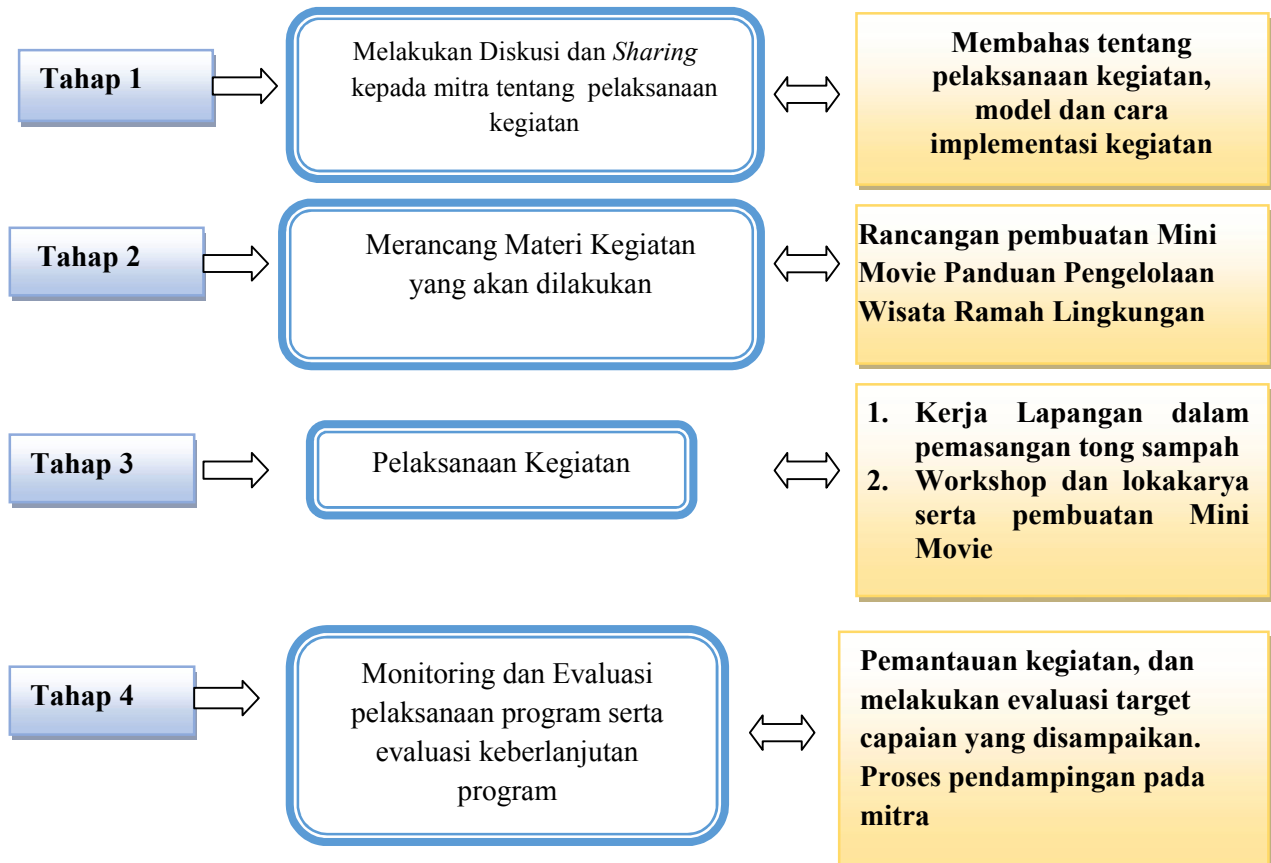 Tahap 1
Melakukan Diskusi dan Sharing
kepada mitra tentang pelaksanaan
kegiatan
Membahas tentang
pelaksanaan kegiatan,
model dan cara
implementasi kegiatan
Tahap 2
Merancang Materi Kegiatan
yang akan dilakukan
Rancangan pembuatan Mini
Movie Panduan Pengelolaan
Wisata Ramah Lingkungan
Tahap 3
Pelaksanaan Kegiatan
1. Kerja Lapangan dalam
pemasangan tong sampah
2. Workshop dan lokakarya
serta pembuatan Mini
Movie
Tahap 4
Monitoring dan Evaluasi
pelaksanaan program serta
evaluasi keberlanjutan
program
Pemantauan kegiatan, dan
melakukan evaluasi target
capaian yang disampaikan.
Proses pendampingan pada
mitra